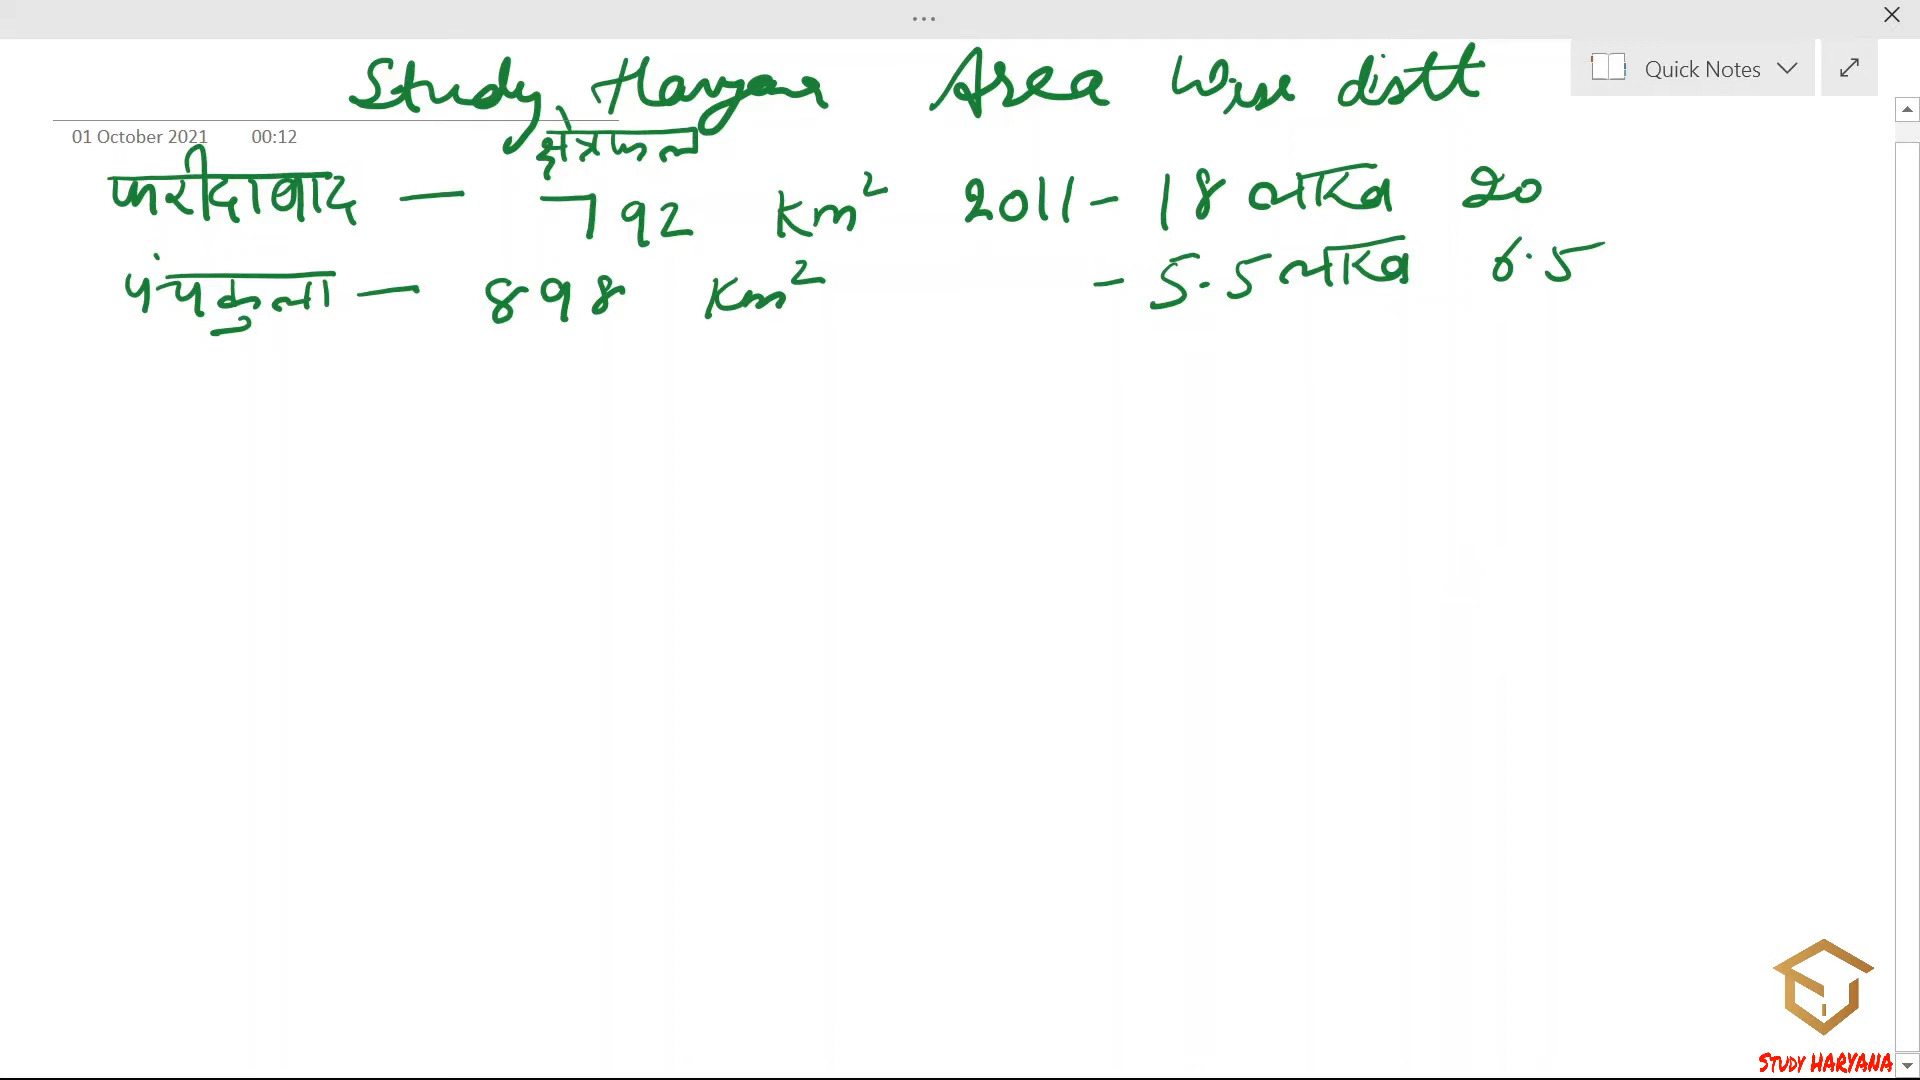 ...
Study Haryana Area Wise distt
Quick Notes
01 October 2021 00:12
क्षेत्रफल
फरीदाबाद — 792 Km² 2011 - 18 लाख 20
पंचकुला — 898 Km² - 5.5 लाख 6.5
STUDY HARYANA